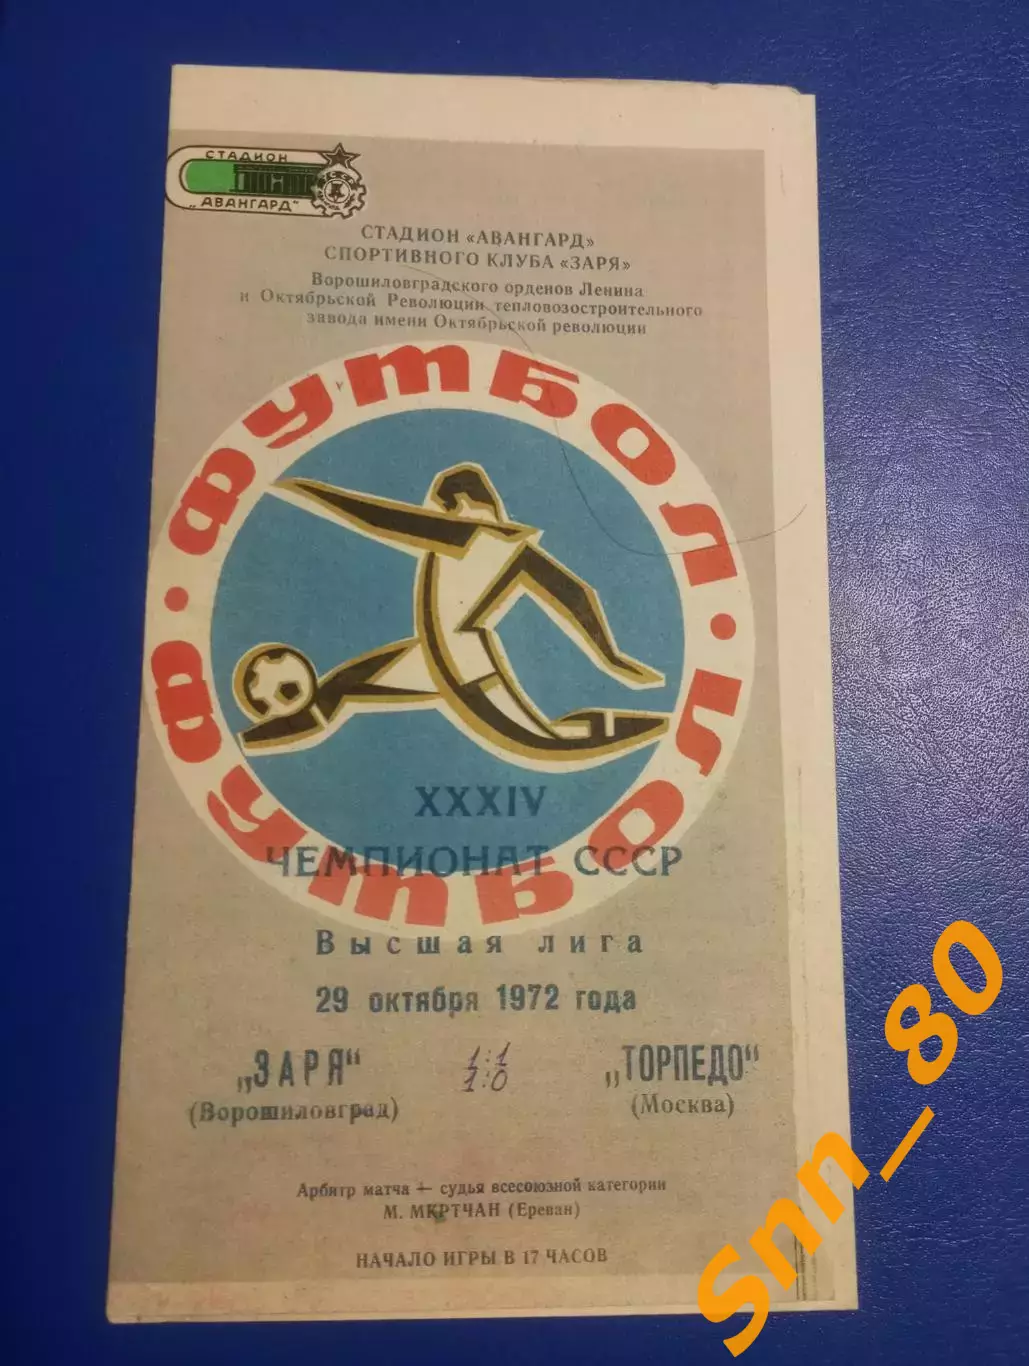 СТАДИОН
„АВАНГАРД"
СТАДИОН «АВАНГАРД»
СПОРТИВНОГО КЛУБА «ЗАРЯ»
Ворошиловградского орденов Ленина
и Октябрьской Революции тепловозостроительного
завода имени Октябрьской революции
ФУТБОЛ · ФУТБОЛ ·
XXXIV
ЧЕМПИОНАТ СССР
Высшая лига
29 октября 1972 года
„ЗАРЯ" 1:1 „ТОРПЕДО"
(Ворошиловград) 1:0 (Москва)
Арбитр матча — судья всесоюзной категории
М. МКРТЧАН (Ереван)
НАЧАЛО ИГРЫ В 17 ЧАСОВ
Snn_80